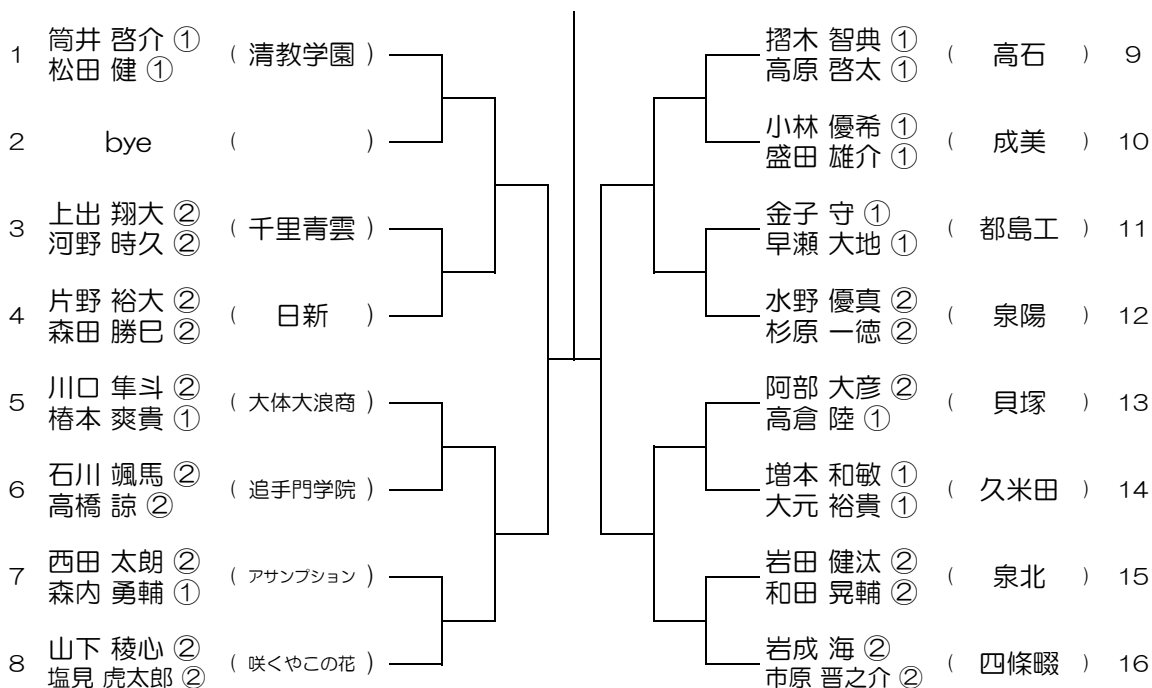 1 筒井 啓介 ① ( 清教学園 )
松田 健 ①
2 bye ( )
3 上出 翔大 ② ( 千里青雲 )
河野 時久 ②
4 片野 裕大 ② ( 日新 )
森田 勝巳 ②
5 川口 隼斗 ② ( 大体大浪商 )
椿本 爽貴 ①
6 石川 颯馬 ② ( 追手門学院 )
高橋 諒 ②
7 西田 太朗 ② ( アサンプション )
森内 勇輔 ①
8 山下 稜心 ② ( 咲くやこの花 )
塩見 虎太郎 ②
摺木 智典 ① ( 高石 ) 9
高原 啓太 ①
小林 優希 ① ( 成美 ) 10
盛田 雄介 ①
金子 守 ① ( 都島工 ) 11
早瀬 大地 ①
水野 優真 ② ( 泉陽 ) 12
杉原 一徳 ②
阿部 大彦 ② ( 貝塚 ) 13
高倉 陸 ①
増本 和敏 ① ( 久米田 ) 14
大元 裕貴 ①
岩田 健汰 ② ( 泉北 ) 15
和田 晃輔 ②
岩成 海 ② ( 四條畷 ) 16
市原 晋之介 ②